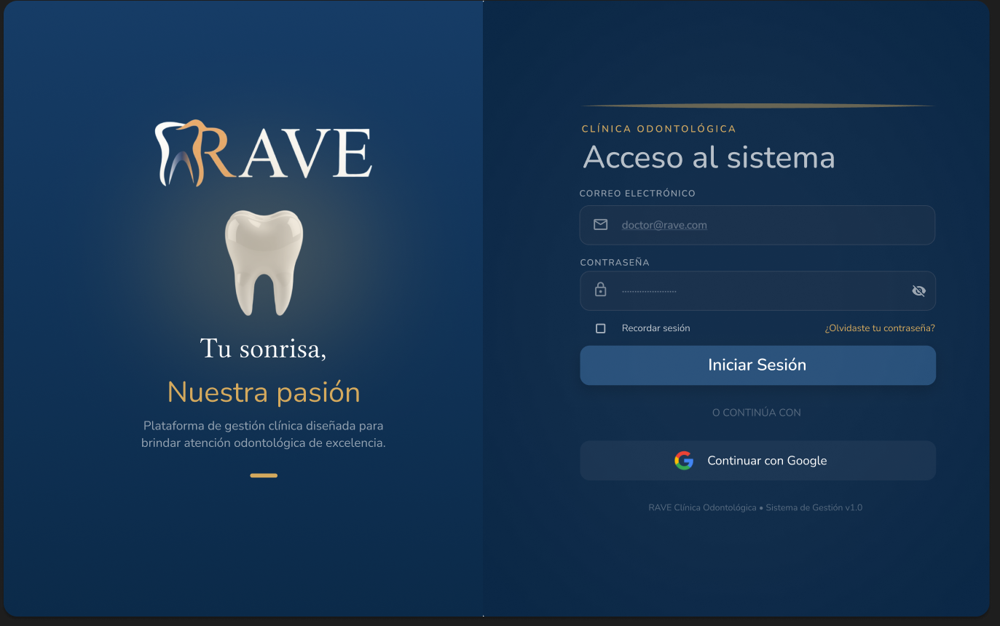 RAVE
Tu sonrisa,
Nuestra pasión
Plataforma de gestión clínica diseñada para
brindar atención odontológica de excelencia.
CLÍNICA ODONTOLÓGICA
Acceso al sistema
CORREO ELECTRÓNICO
doctor@rave.com
CONTRASEÑA
Recordar sesión
¿Olvidaste tu contraseña?
Iniciar Sesión
O CONTINÚA CON
Continuar con Google
RAVE Clínica Odontológica • Sistema de Gestión v1.0